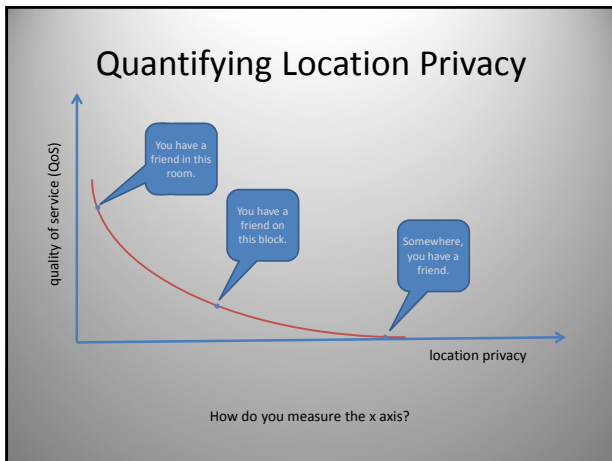 Quantifying Location Privacy
quality of service (QoS)
You have a
friend in this
room.
You have a
friend on
this block.
Somewhere,
you have a
friend.
location privacy
How do you measure the x axis?